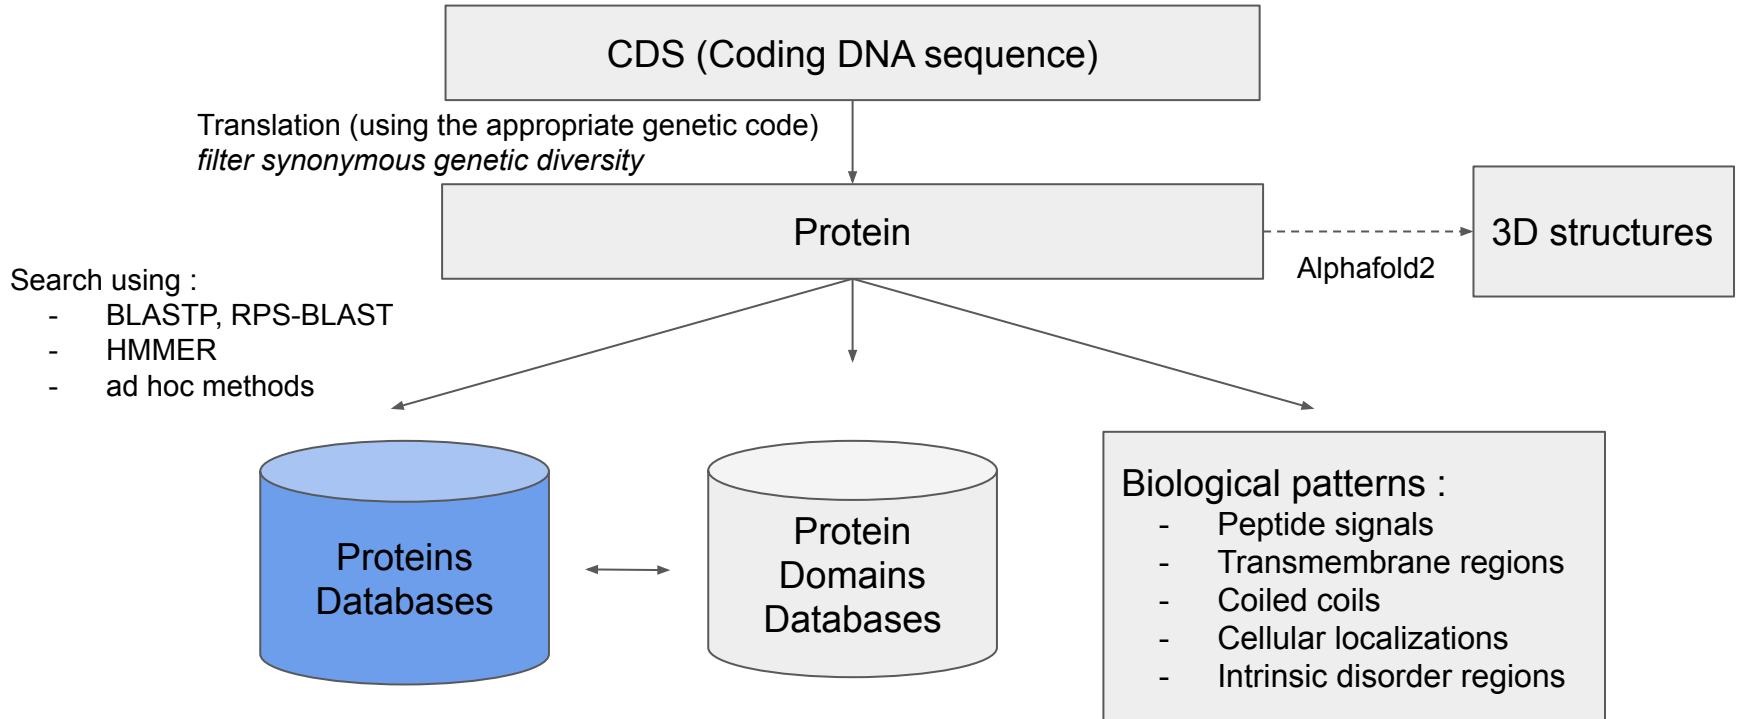 CDS (Coding DNA sequence)
Translation (using the appropriate genetic code)
filter synonymous genetic diversity
Protein
3D structures
Alphafold2
Search using :
- BLASTP, RPS-BLAST
- HMMER
- ad hoc methods
Proteins
Databases
Protein
Domains
Databases
Biological patterns :
- Peptide signals
- Transmembrane regions
- Coiled coils
- Cellular localizations
- Intrinsic disorder regions